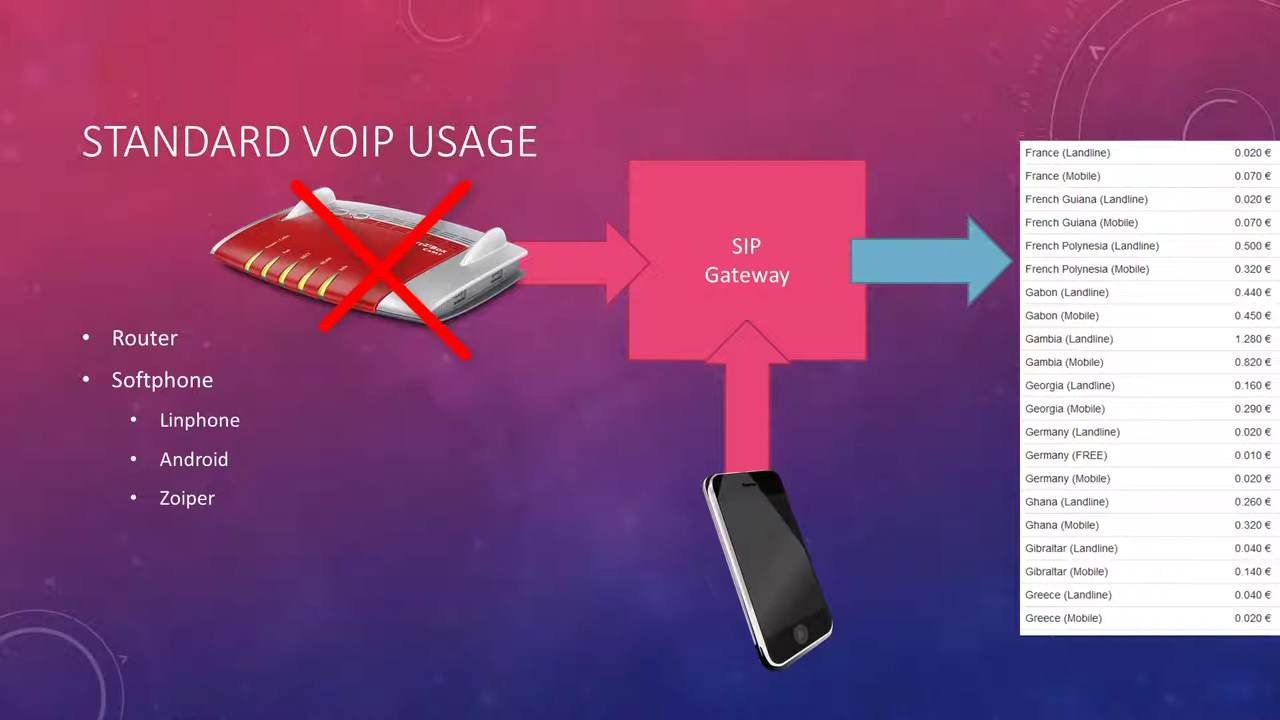 STANDARD VOIP USAGE
• Router
• Softphone
• Linphone
• Android
• Zoiper
SIP
Gateway
France (Landline) 0.020 €
France (Mobile) 0.070 €
French Guiana (Landline) 0.020 €
French Guiana (Mobile) 0.070 €
French Polynesia (Landline) 0.500 €
French Polynesia (Mobile) 0.320 €
Gabon (Landline) 0.440 €
Gabon (Mobile) 0.450 €
Gambia (Landline) 1.280 €
Gambia (Mobile) 0.820 €
Georgia (Landline) 0.160 €
Georgia (Mobile) 0.290 €
Germany (Landline) 0.020 €
Germany (FREE) 0.010 €
Germany (Mobile) 0.020 €
Ghana (Landline) 0.260 €
Ghana (Mobile) 0.320 €
Gibraltar (Landline) 0.040 €
Gibraltar (Mobile) 0.140 €
Greece (Landline) 0.040 €
Greece (Mobile) 0.020 €